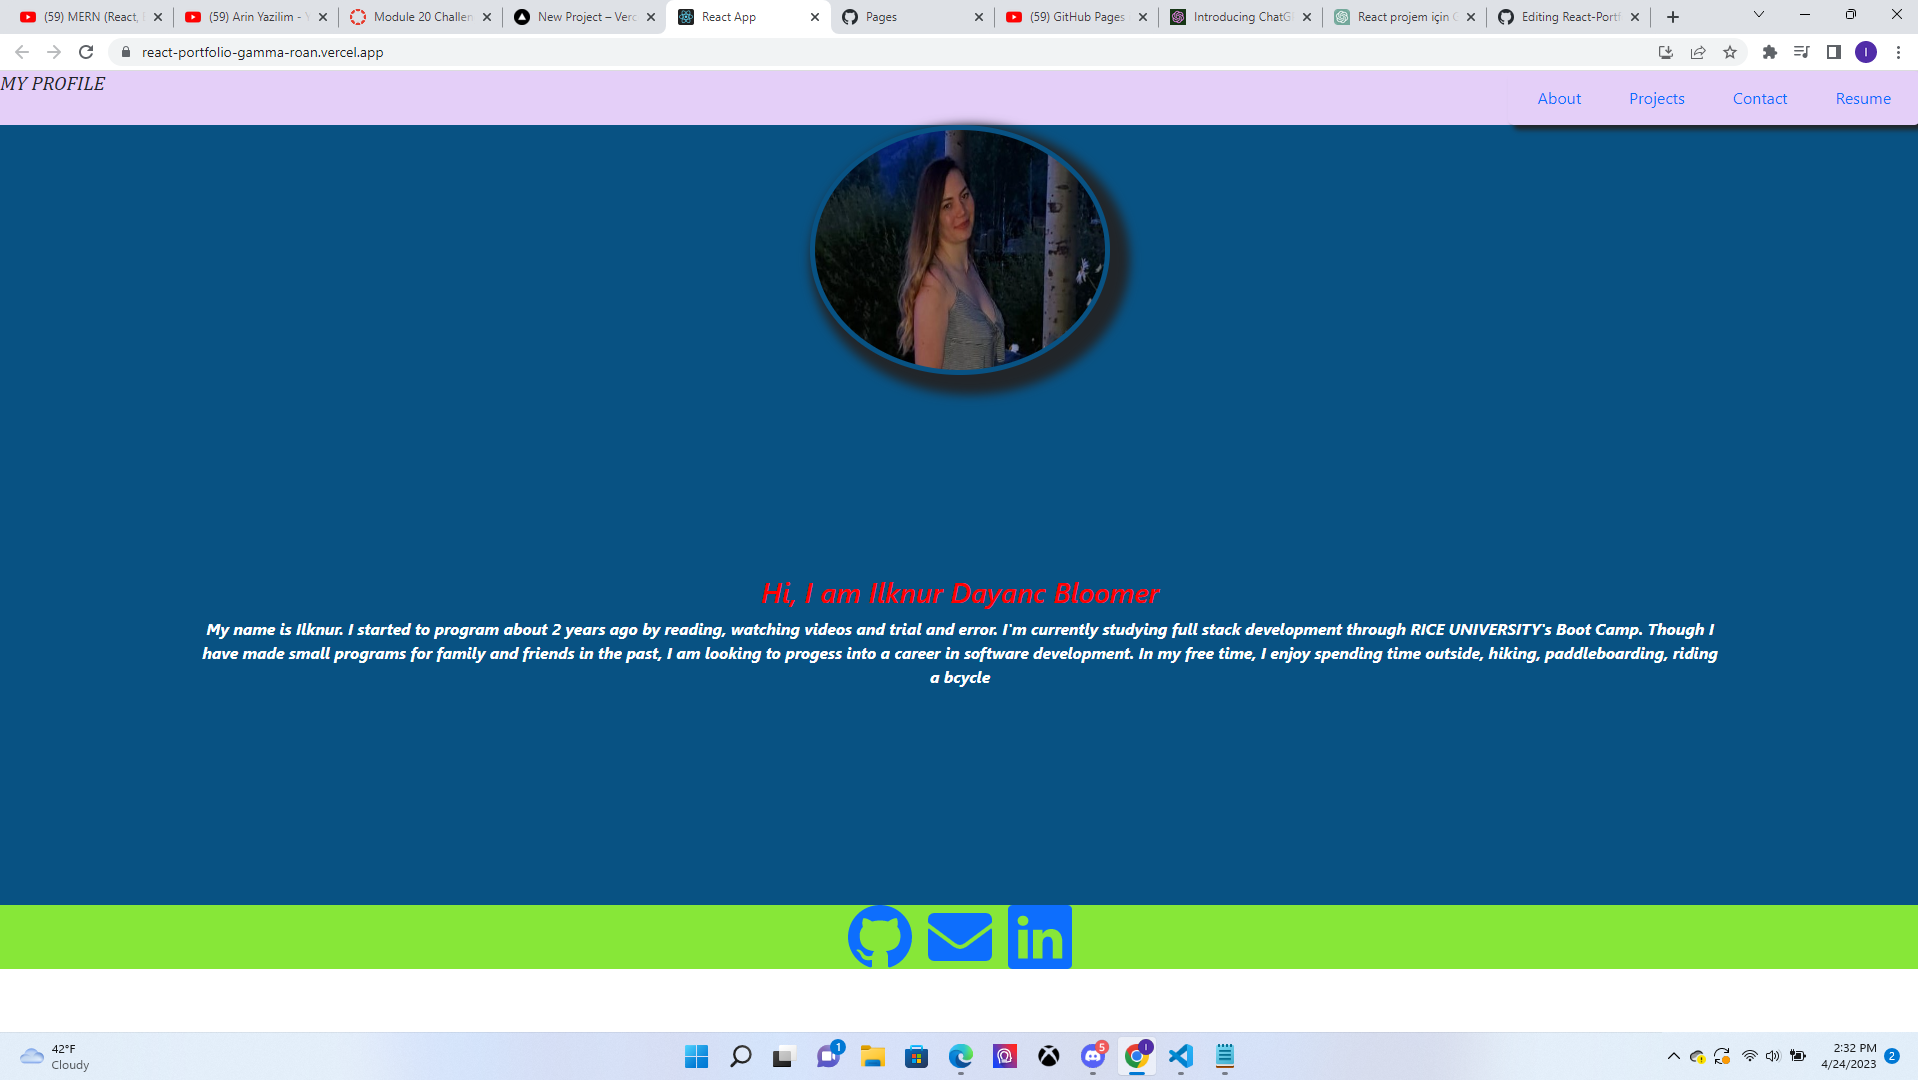 (59) MERN (React,
(59) Arin Yazilim -
Module 20 Challen
New Project – Verc
React App
Pages
(59) GitHub Pages
Introducing ChatG
React projem için
Editing React-Portf
react-portfolio-gamma-roan.vercel.app
I
MY PROFILE
About
Projects
Contact
Resume
Hi, I am Ilknur Dayanc Bloomer
My name is Ilknur. I started to program about 2 years ago by reading, watching videos and trial and error. I'm currently studying full stack development through RICE UNIVERSITY's Boot Camp. Though I
have made small programs for family and friends in the past, I am looking to progess into a career in software development. In my free time, I enjoy spending time outside, hiking, paddleboarding, riding
a bcycle
in
42°F
Cloudy
1
5
I
2:32 PM
4/24/2023
2